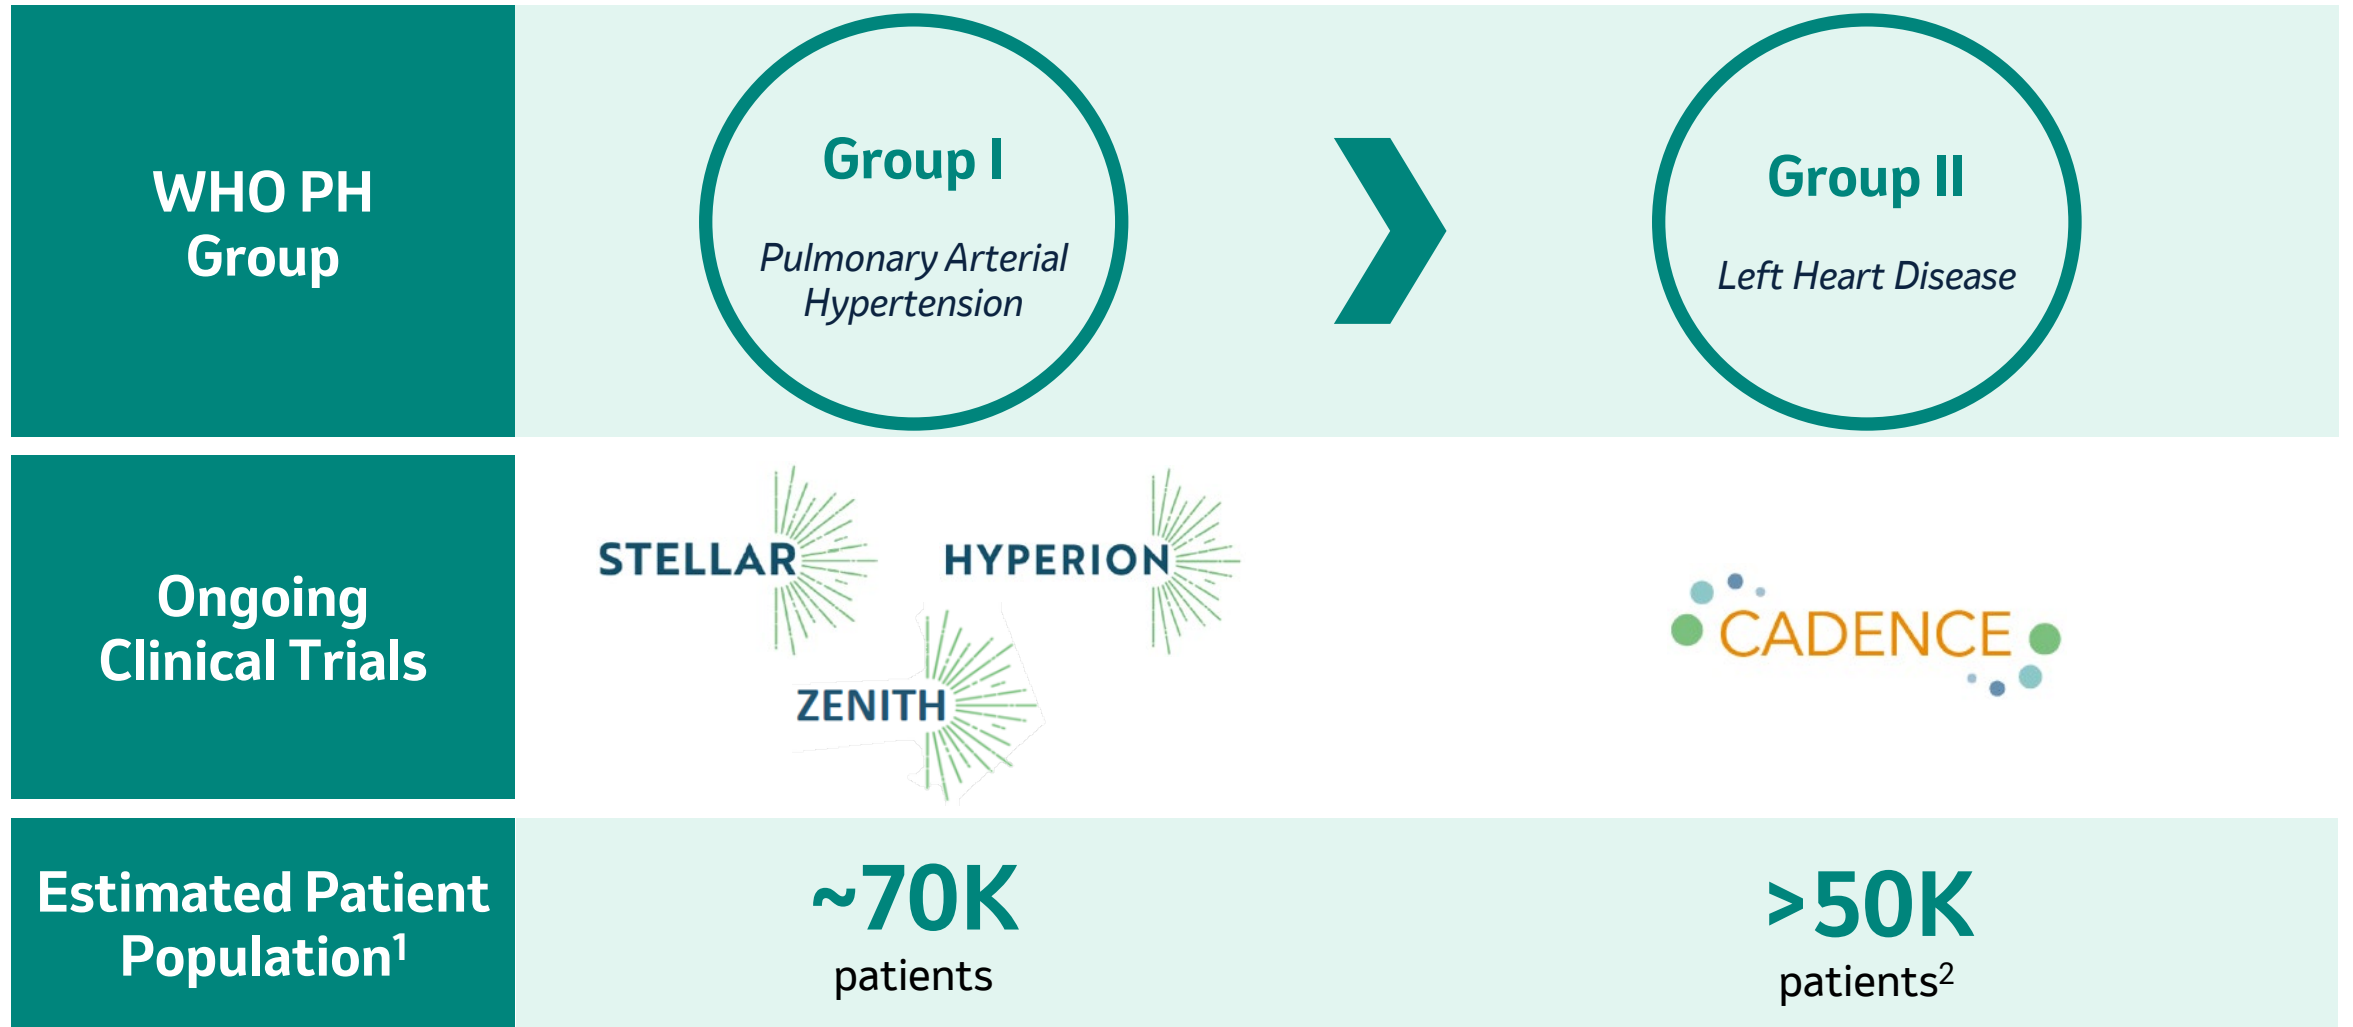 WHO PH
Group
Group I
Pulmonary Arterial
Hypertension
Group II
Left Heart Disease
Ongoing
Clinical Trials
STELLAR
HYPERION
ZENITH
CADENCE
Estimated Patient
Population¹
~70K
patients
>50K
patients²